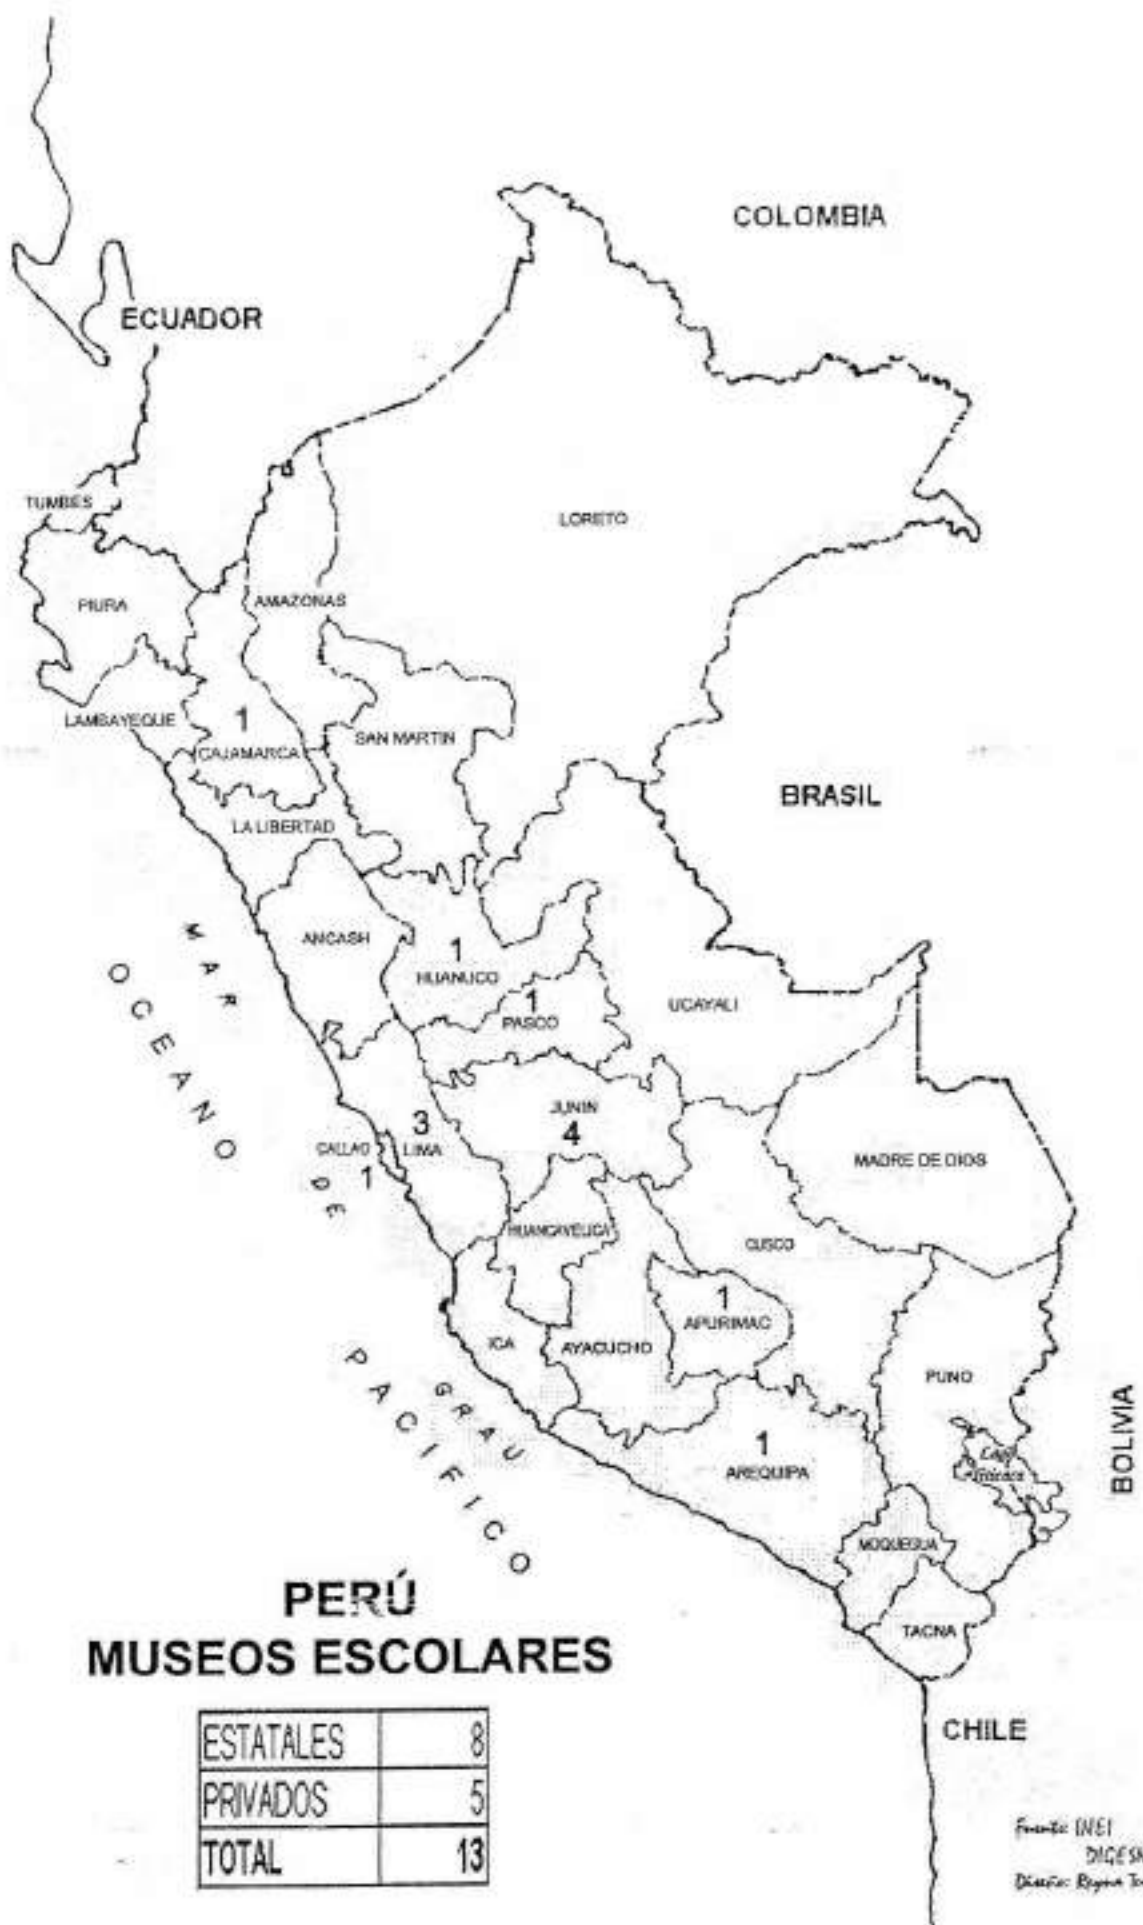 COLOMBIA
ECUADOR
TUMBES
LORETO
PIURA
AMAZONAS
LAMBAYEQUE
1
CAJAMARCA
SAN MARTIN
BRASIL
LA LIBERTAD
ANCASH
1
HUANUCO
1
PASCO
UCAYALI
MAR DE GRAU
OCEANO PACIFICO
JUNIN
4
3
LIMA
CALLAO
1
MADRE DE DIOS
HUANCAVELICA
CUSCO
1
APURIMAC
ICA
AYACUCHO
PUNO
BOLIVIA
1
AREQUIPA
Lago
Titicaca
MOQUEGUA
TACNA
PERÚ
MUSEOS ESCOLARES
ESTATALES 8
PRIVADOS 5
TOTAL 13
CHILE
Fuente: INEI
Diseño: